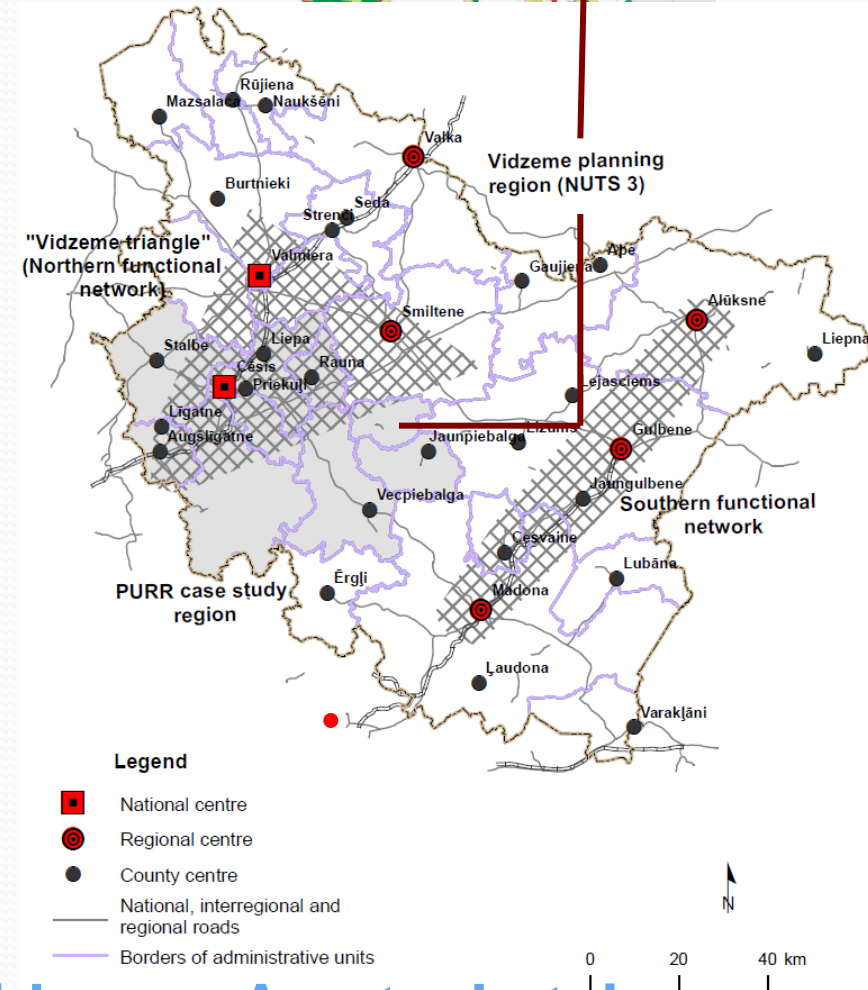 Rūjiena
Mazsalaca
Naukšēni
Valka
Vidzeme planning
region (NUTS 3)
Burtnieki
Seda
Strenči
"Vidzeme triangle"
(Northern functional
network)
Valmiera
Gaujiena
Ape
Smiltene
Alūksne
Stalbe
Liepa
Liepna
Cēsis
Rauna
Priekuļi
Lejasciems
Līgatne
Augšlīgatne
Jaunpiebalga
Lizums
Gulbene
Vecpiebalga
Jaungulbene
Southern functional
network
Cesvaine
Lubāna
PURR case study
region
Ērgļi
Madona
Ļaudona
Varakļāni
Legend
National centre
Regional centre
County centre
National, interregional and
regional roads
Borders of administrative units
N
0 20 40 km